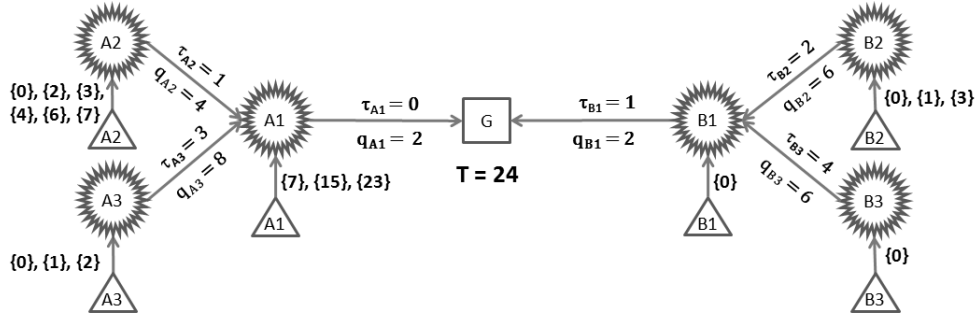 A2
τA2 = 1
qA2 = 4
{0}, {2}, {3},
{4}, {6}, {7}
A2
A1
τA1 = 0
qA1 = 2
G
T = 24
τB1 = 1
qB1 = 2
B1
τB2 = 2
qB2 = 6
B2
{0}, {1}, {3}
B2
τA3 = 3
qA3 = 8
A3
{7}, {15}, {23}
A1
{0}
B1
τB3 = 4
qB3 = 6
B3
{0}, {1}, {2}
A3
{0}
B3